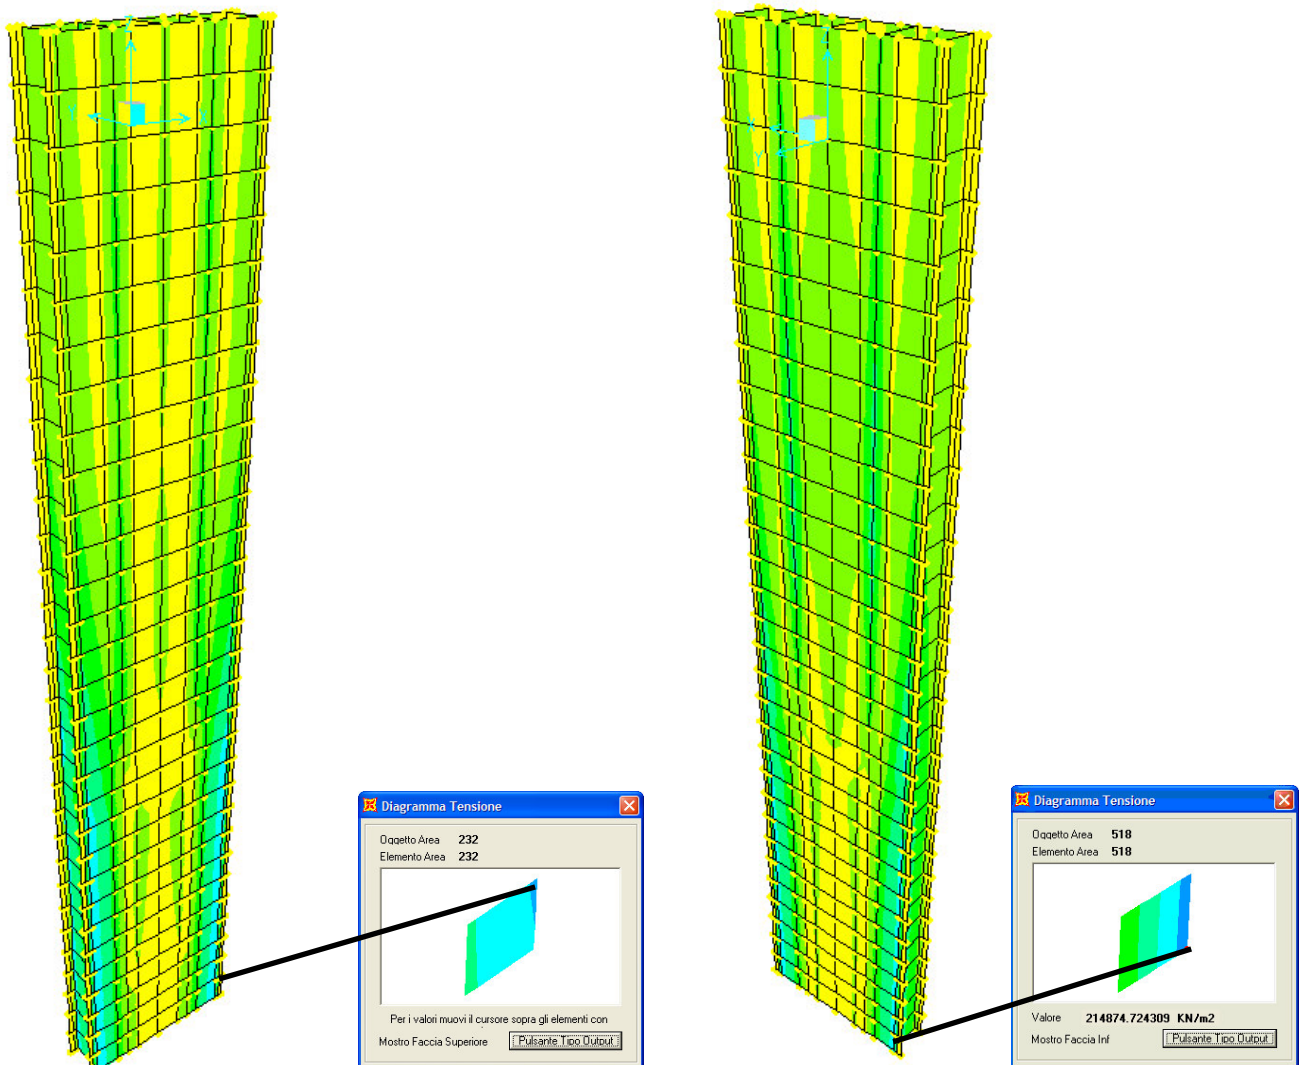 Z
Y
X
Z
X
Y
Diagramma Tensione
Oggetto Area 232
Elemento Area 232
Per i valori muovi il cursore sopra gli elementi con
Mostro Faccia Superiore
Pulsante Tipo Output
Diagramma Tensione
Oggetto Area 518
Elemento Area 518
Valore 214874.724309 KN/m2
Mostro Faccia Inf
Pulsante Tipo Output